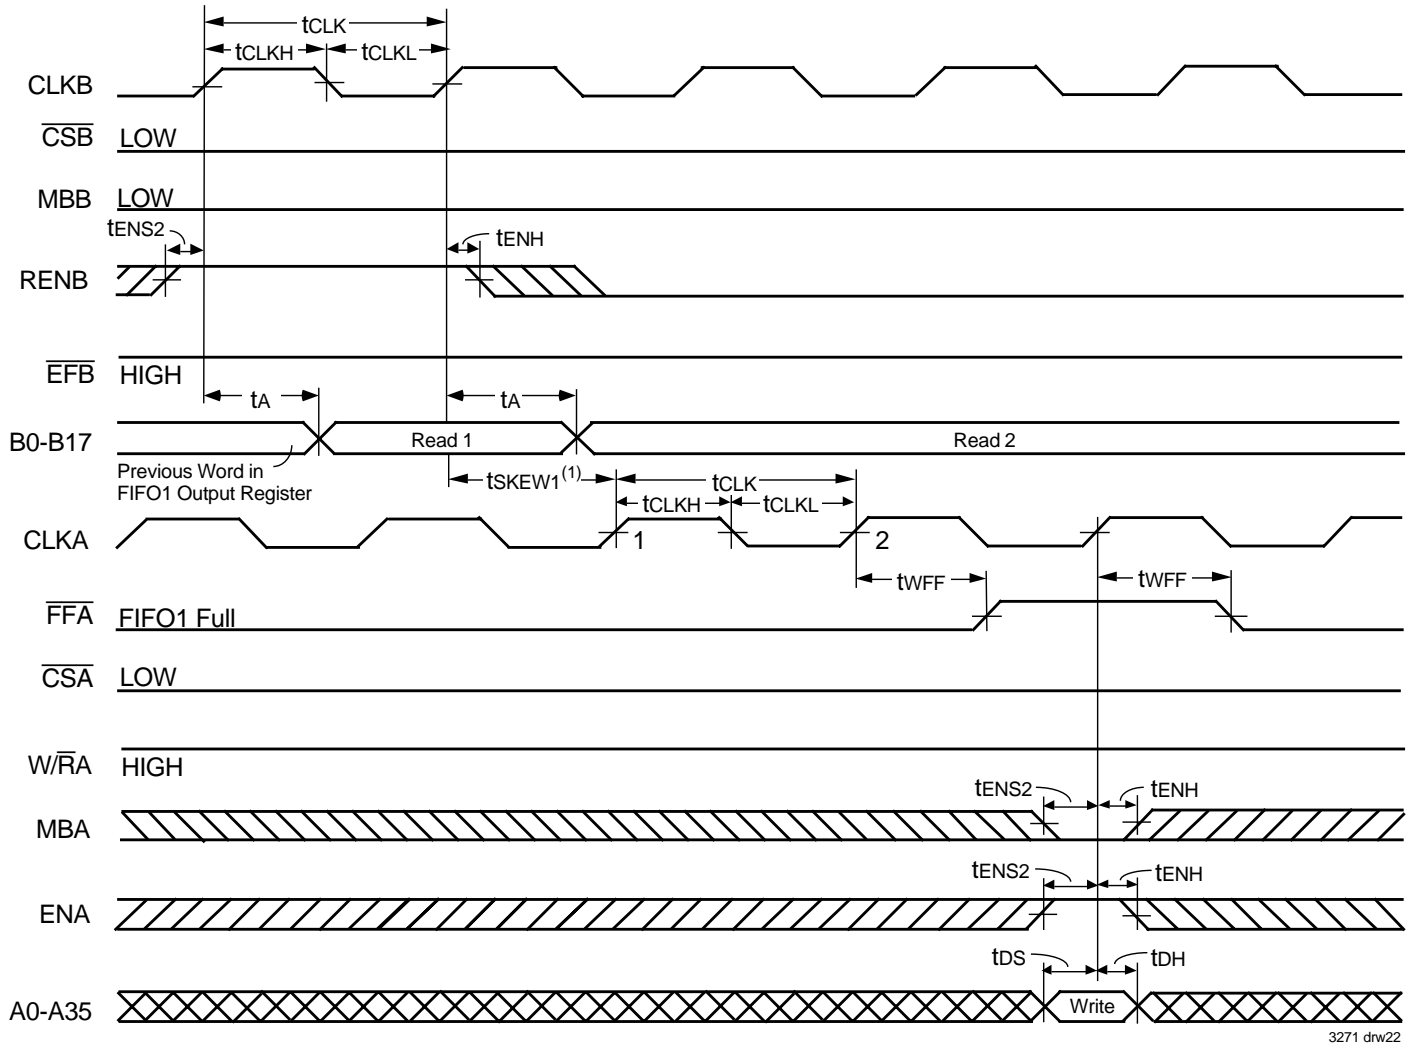 tCLK
tCLKH tCLKL
CLKB
CSB LOW
MBB LOW
tENS2 tENH
RENB
EFB HIGH
tA tA
B0-B17 Read 1 Read 2
Previous Word in
FIFO1 Output Register
tSKEW1(1) tCLK
tCLKH tCLKL
CLKA 1 2
tWFF tWFF
FFA FIFO1 Full
CSA LOW
W/RA HIGH
tENS2 tENH
MBA
tENS2 tENH
ENA
tDS tDH
A0-A35 Write
3271 drw22